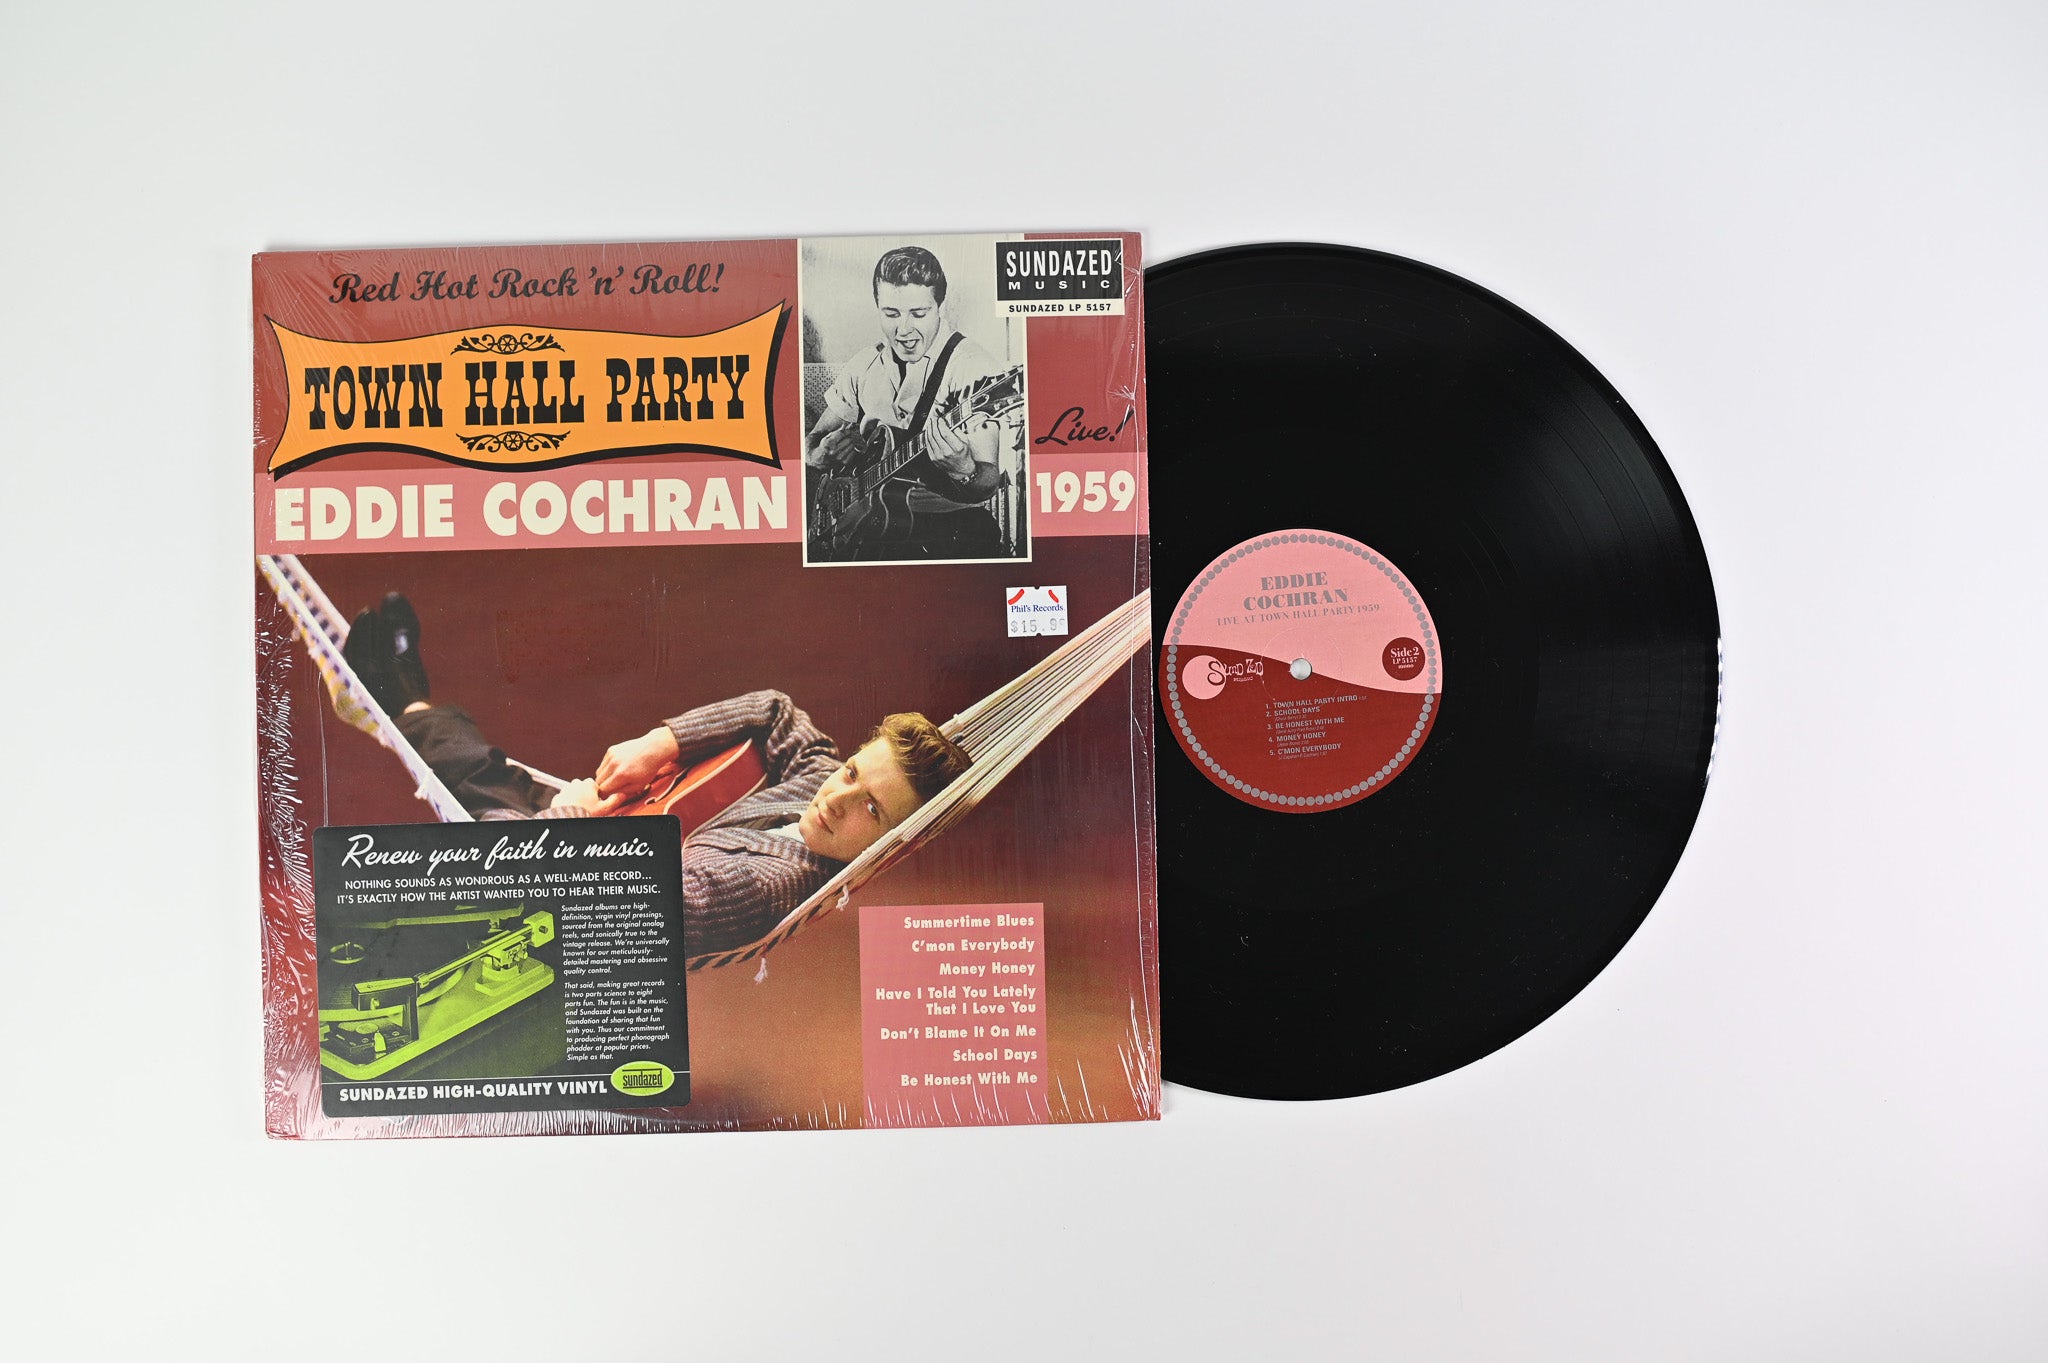 Red Hot Rock 'n' Roll!
TOWN HALL PARTY
EDDIE COCHRAN
SUNDAZED
MUSIC
SUNDAZED LP 5157
Live!
1959
Phil's Records
$15.99
Renew your faith in music.
NOTHING SOUNDS AS WONDROUS AS A WELL-MADE RECORD...
IT'S EXACTLY HOW THE ARTIST WANTED YOU TO HEAR THEIR MUSIC.
Sundazed albums are high-
definition, virgin vinyl pressings,
sourced from the original analog
reels, and sonically true to the
vintage release. We're universally
known for our meticulously-
detailed mastering and obsessive
quality control.
That said, making great records
is two parts science to eight
parts fun. The fun is in the music,
and Sundazed was built on the
foundation of sharing that fun
with you. Thus our commitment
to producing perfect phonograph
phodder at popular prices.
Simple as that.
SUNDAZED HIGH-QUALITY VINYL
sundazed
Summertime Blues
C'mon Everybody
Money Honey
Have I Told You Lately
That I Love You
Don't Blame It On Me
School Days
Be Honest With Me
EDDIE
COCHRAN
LIVE AT TOWN HALL PARTY 1959
Side 2
LP 5157
1. TOWN HALL PARTY INTRO
2. SCHOOL DAYS
3. BE HONEST WITH ME
4. MONEY HONEY
5. C'MON EVERYBODY